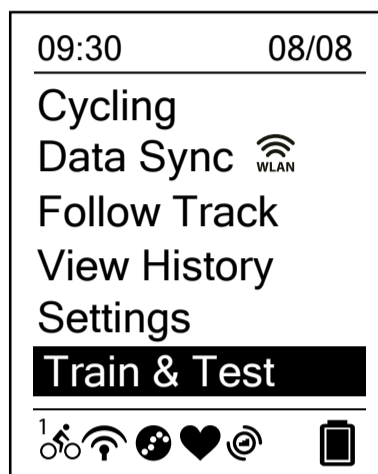 09:30 08/08
Cycling
Data Sync WLAN
Follow Track
View History
Settings
Train & Test
1